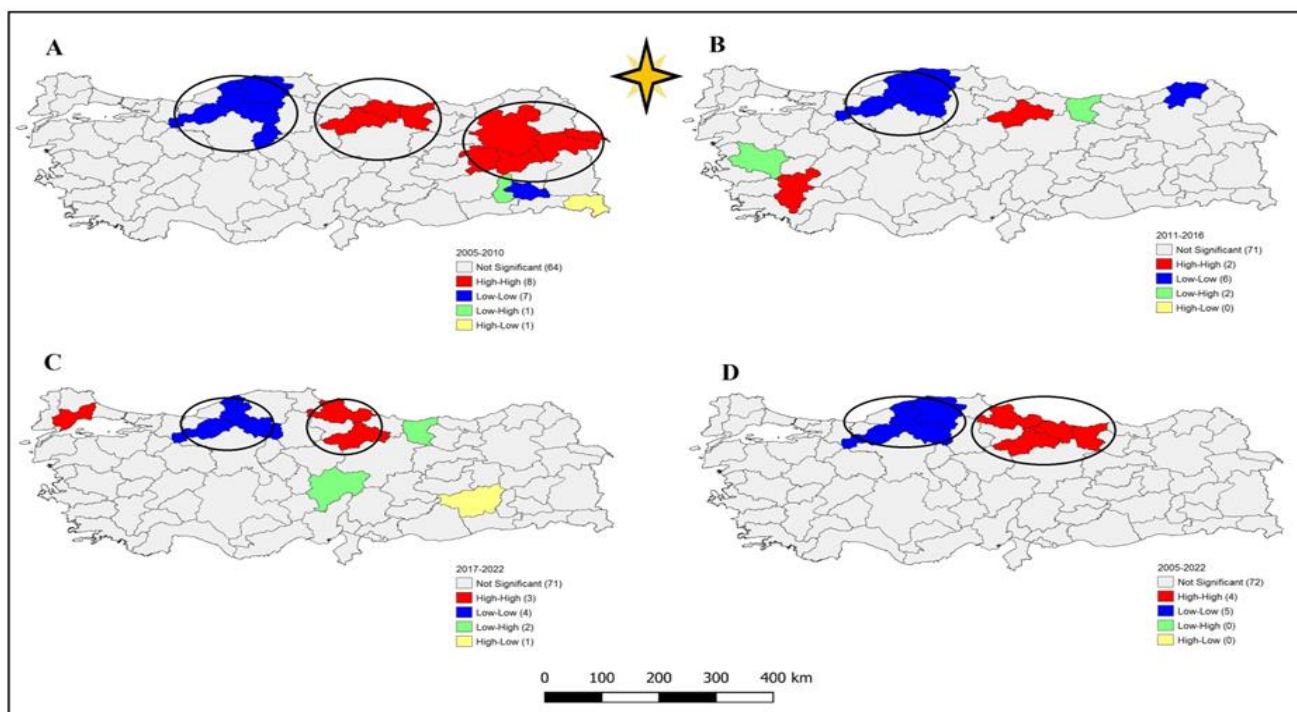 A
2005-2010
Not Significant (64)
High-High (8)
Low-Low (7)
Low-High (1)
High-Low (1)
B
2011-2016
Not Significant (71)
High-High (2)
Low-Low (6)
Low-High (2)
High-Low (0)
C
2017-2022
Not Significant (71)
High-High (3)
Low-Low (4)
Low-High (2)
High-Low (1)
D
2005-2022
Not Significant (72)
High-High (4)
Low-Low (5)
Low-High (0)
High-Low (0)
0 100 200 300 400 km